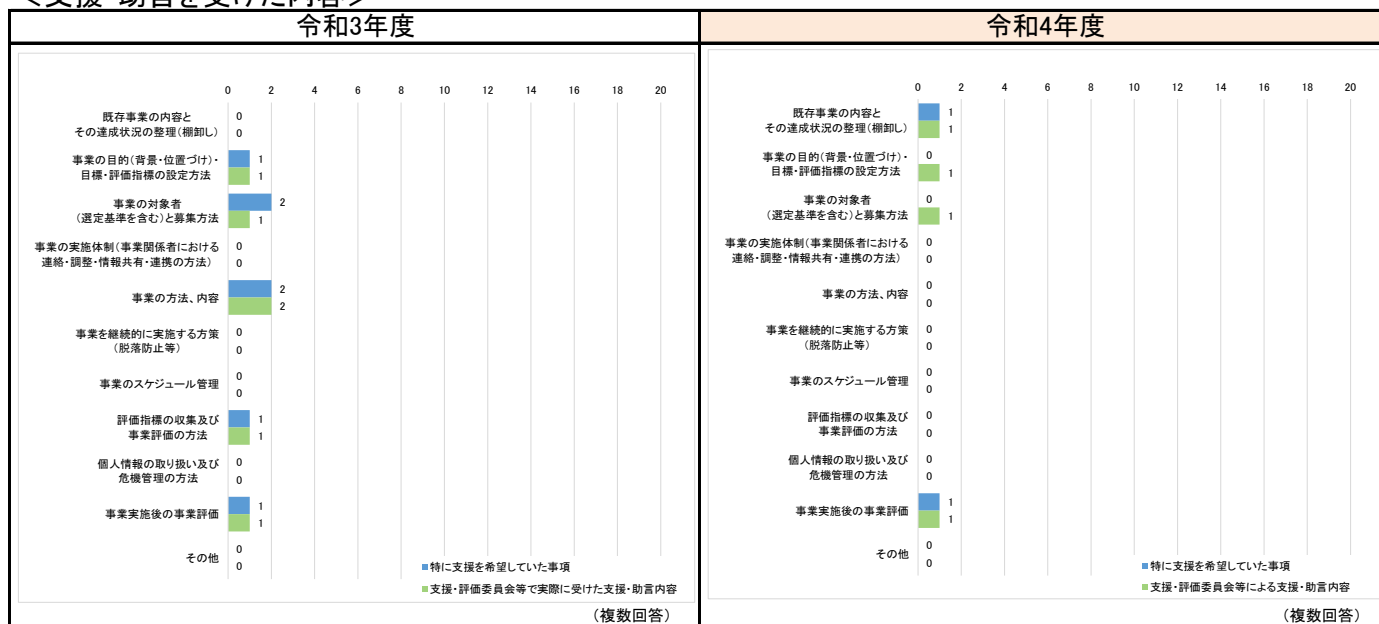 <支援・助言を受けた内容>
令和3年度
0 2 4 6 8 10 12 14 16 18 20
既存事業の内容と
その達成状況の整理(棚卸し)
0
0
事業の目的(背景・位置づけ)・
目標・評価指標の設定方法
1
1
事業の対象者
(選定基準を含む)と募集方法
2
1
事業の実施体制(事業関係者における
連絡・調整・情報共有・連携の方法)
0
0
事業の方法、内容
2
2
事業を継続的に実施する方策
(脱落防止等)
0
0
事業のスケジュール管理
0
0
評価指標の収集及び
事業評価の方法
1
1
個人情報の取り扱い及び
危機管理の方法
0
0
事業実施後の事業評価
1
1
その他
0
0
■特に支援を希望していた事項
■支援・評価委員会等で実際に受けた支援・助言内容
(複数回答)
令和4年度
0 2 4 6 8 10 12 14 16 18 20
既存事業の内容と
その達成状況の整理(棚卸し)
1
1
事業の目的(背景・位置づけ)・
目標・評価指標の設定方法
0
1
事業の対象者
(選定基準を含む)と募集方法
0
1
事業の実施体制(事業関係者における
連絡・調整・情報共有・連携の方法)
0
0
事業の方法、内容
0
0
事業を継続的に実施する方策
(脱落防止等)
0
0
事業のスケジュール管理
0
0
評価指標の収集及び
事業評価の方法
0
0
個人情報の取り扱い及び
危機管理の方法
0
0
事業実施後の事業評価
1
1
その他
0
0
■特に支援を希望していた事項
■支援・評価委員会等による支援・助言内容
(複数回答)